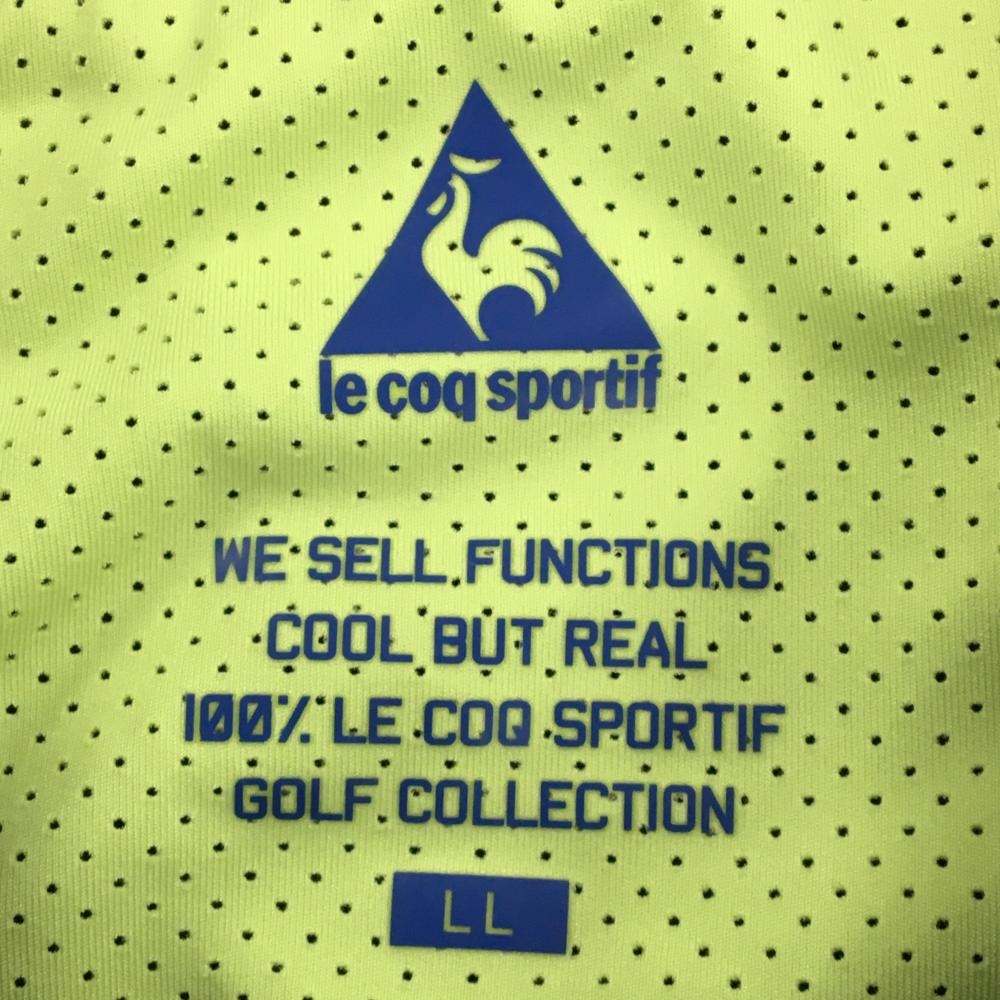 le coq sportif
WE SELL FUNCTIONS
COOL BUT REAL
100% LE COQ SPORTIF
GOLF COLLECTION
LL